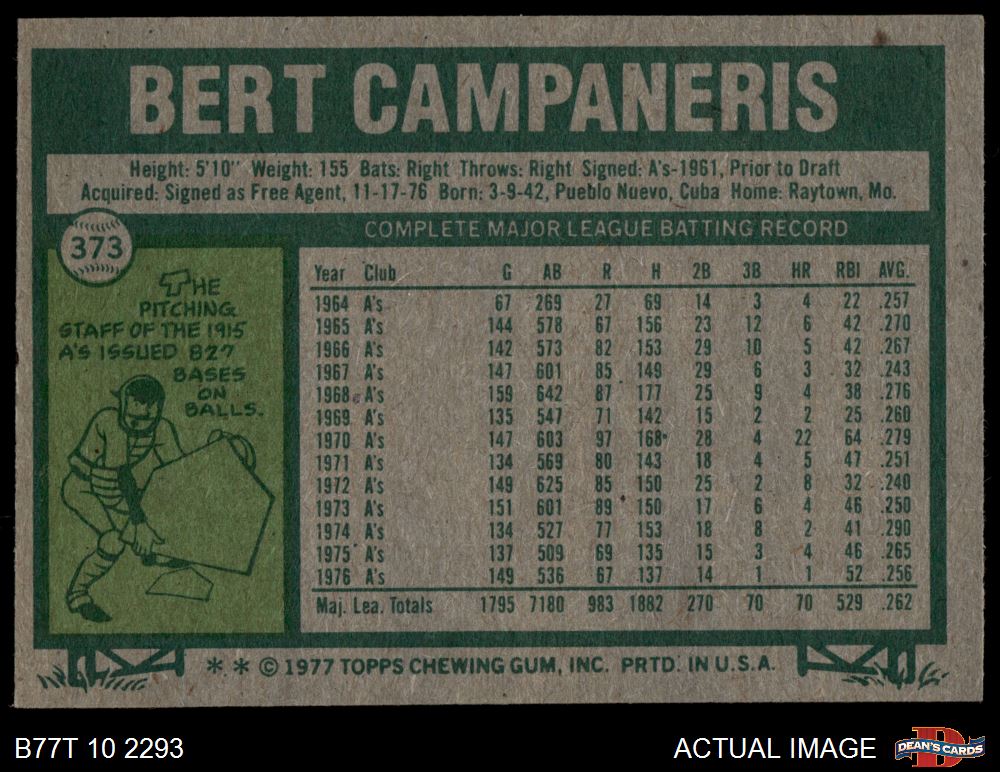 BERT CAMPANERIS
Height: 5'10" Weight: 155 Bats: Right Throws: Right Signed: A's-1961, Prior to Draft
Acquired: Signed as Free Agent, 11-17-76 Born: 3-9-42, Pueblo Nuevo, Cuba Home: Raytown, Mo.
373
THE
PITCHING
STAFF OF THE 1915
A'S ISSUED 827
BASES
ON
BALLS.
COMPLETE MAJOR LEAGUE BATTING RECORD
Year Club G AB R H 2B 3B HR RBI AVG.
1964 A's 67 269 27 69 14 3 4 22 .257
1965 A's 144 578 67 156 23 12 6 42 .270
1966 A's 142 573 82 153 29 10 5 42 .267
1967 A's 147 601 85 149 29 6 3 32 .243
1968 A's 159 642 87 177 25 9 4 38 .276
1969 A's 135 547 71 142 15 2 2 25 .260
1970 A's 147 603 97 168 28 4 22 64 .279
1971 A's 134 569 80 143 18 4 5 47 .251
1972 A's 149 625 85 150 25 2 8 32 .240
1973 A's 151 601 89 150 17 6 4 46 .250
1974 A's 134 527 77 153 18 8 2 41 .290
1975 A's 137 509 69 135 15 3 4 46 .265
1976 A's 149 536 67 137 14 1 1 52 .256
Maj. Lea. Totals 1795 7180 983 1882 270 70 70 529 .262
* * © 1977 TOPPS CHEWING GUM, INC. PRTD. IN U.S.A.
B77T 10 2293
ACTUAL IMAGE
D
DEAN'S CARDS